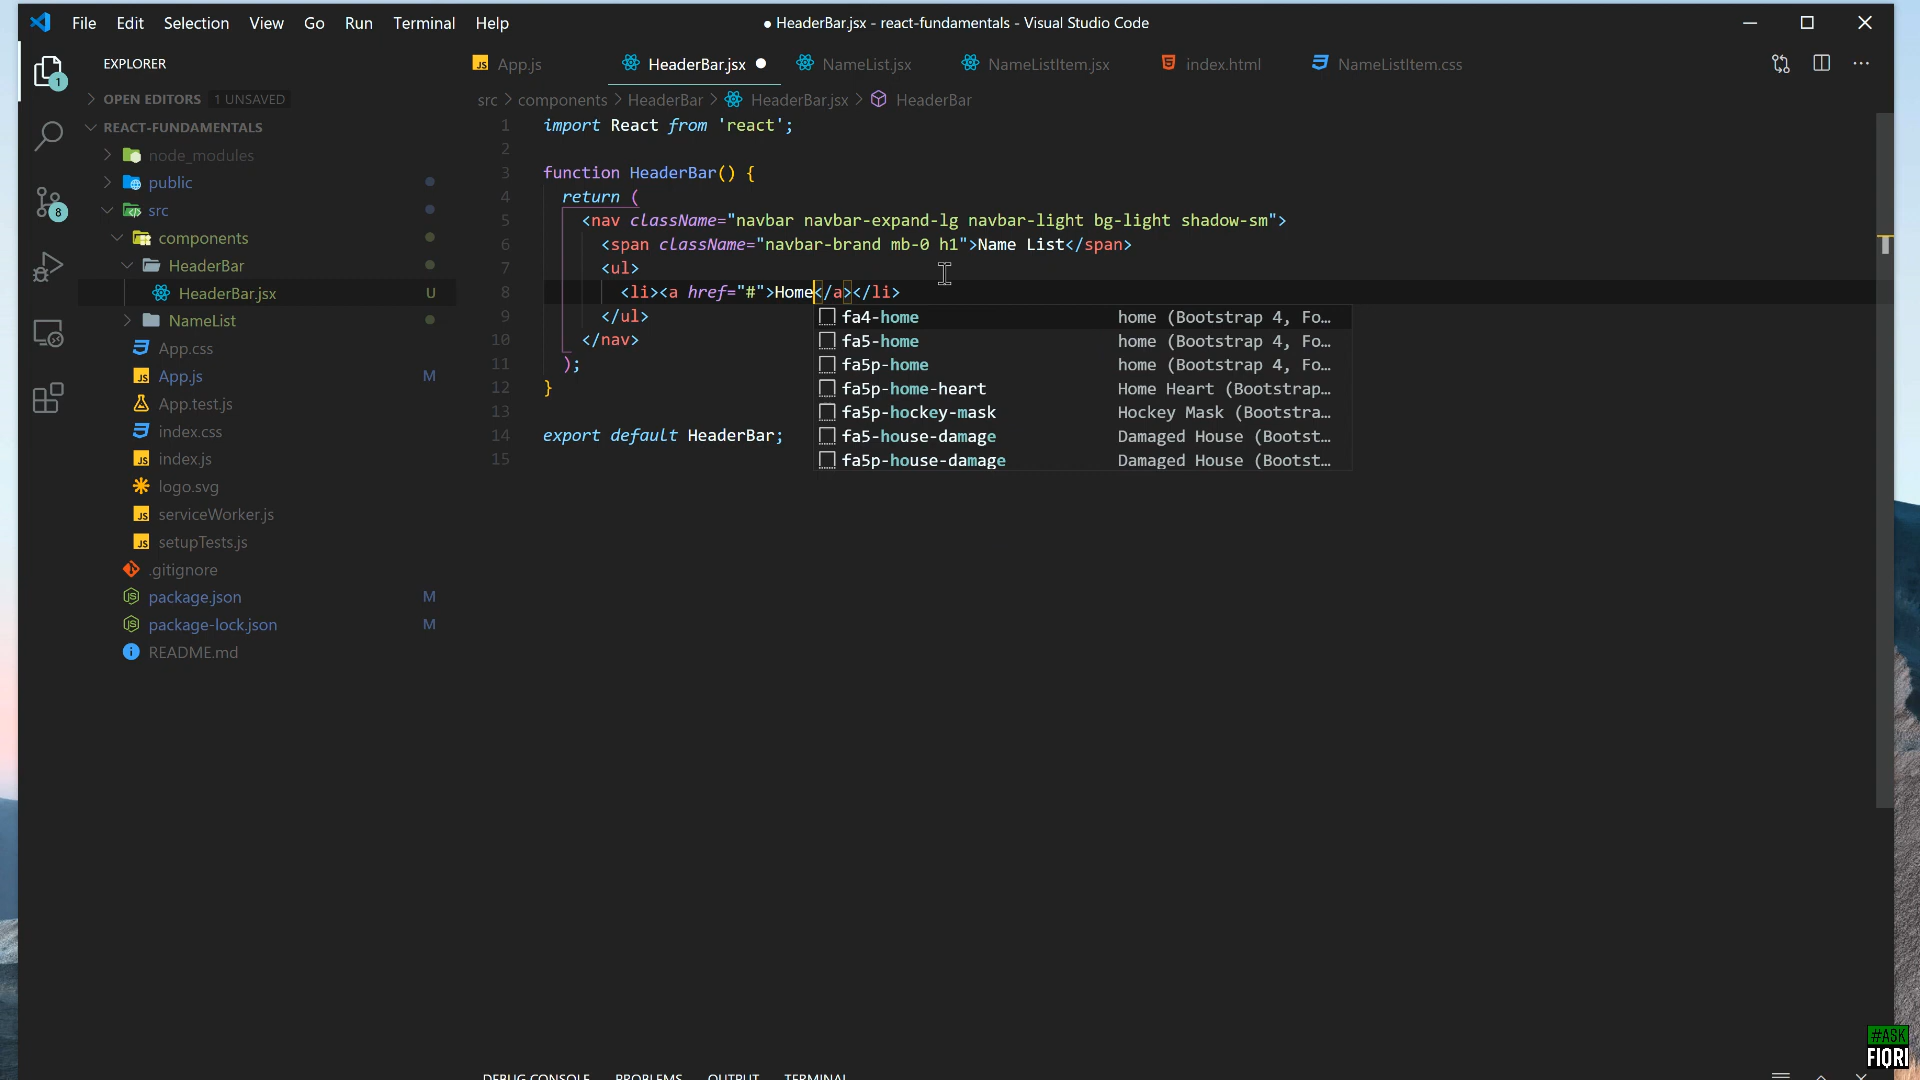 File Edit Selection View Go Run Terminal Help
● HeaderBar.jsx - react-fundamentals - Visual Studio Code
EXPLORER
1
OPEN EDITORS 1 UNSAVED
REACT-FUNDAMENTALS
node_modules
public
src
8
components
HeaderBar
HeaderBar.jsx U
NameList
App.css
JS App.js M
App.test.js
index.css
JS index.js
logo.svg
JS serviceWorker.js
JS setupTests.js
.gitignore
package.json M
package-lock.json M
README.md
JS App.js HeaderBar.jsx ● NameList.jsx NameListItem.jsx index.html NameListItem.css
src > components > HeaderBar > HeaderBar.jsx > HeaderBar
1 import React from 'react';
2
3 function HeaderBar() {
4 return (
5 <nav className="navbar navbar-expand-lg navbar-light bg-light shadow-sm">
6 <span className="navbar-brand mb-0 h1">Name List</span>
7 <ul>
8 <li><a href="#">Home</a></li>
9 </ul>
10 </nav>
11 );
12 }
13
14 export default HeaderBar;
15
fa4-home home (Bootstrap 4, Fo…
fa5-home home (Bootstrap 4, Fo…
fa5p-home home (Bootstrap 4, Fo…
fa5p-home-heart Home Heart (Bootstrap…
fa5p-hockey-mask Hockey Mask (Bootstra…
fa5-house-damage Damaged House (Bootst…
fa5p-house-damage Damaged House (Bootst…
DEBUG CONSOLE PROBLEMS OUTPUT TERMINAL
#ASK
FIORI